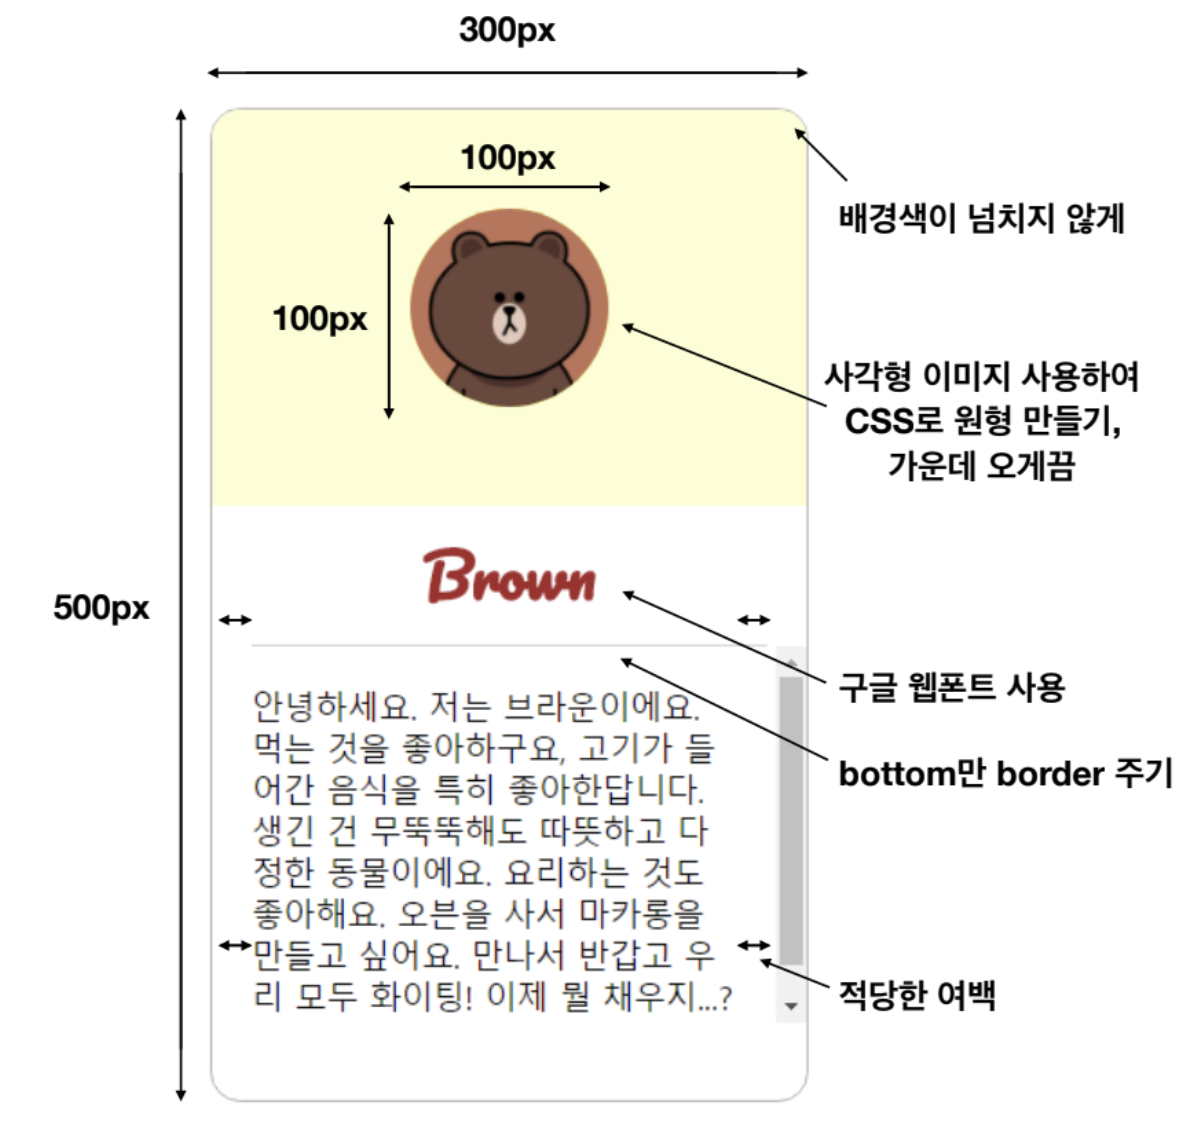 300px
100px
배경색이 넘치지 않게
100px
사각형 이미지 사용하여
CSS로 원형 만들기,
가운데 오게끔
500px
Brown
구글 웹폰트 사용
bottom만 border 주기
안녕하세요. 저는 브라운이에요.
먹는 것을 좋아하구요, 고기가 들
어간 음식을 특히 좋아한답니다.
생긴 건 무뚝뚝해도 따뜻하고 다
정한 동물이에요. 요리하는 것도
좋아해요. 오븐을 사서 마카롱을
만들고 싶어요. 만나서 반갑고 우
리 모두 화이팅! 이제 뭘 채우지...?
적당한 여백